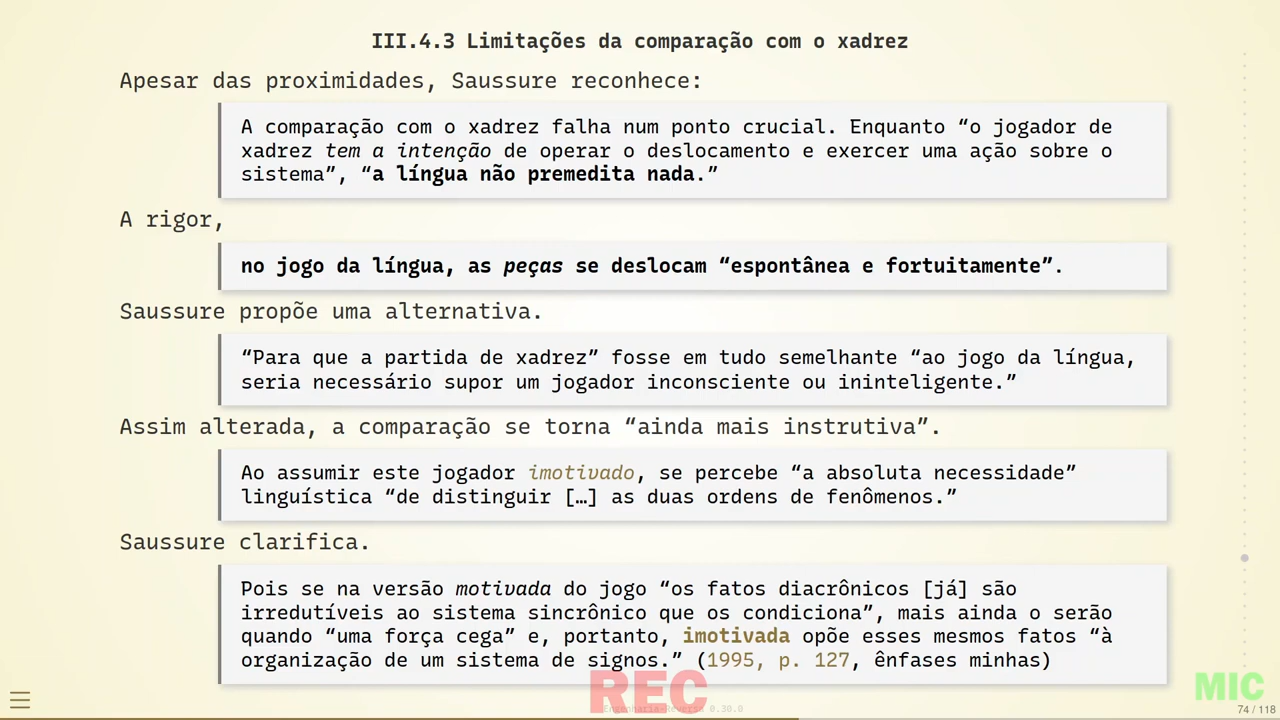 III.4.3 Limitações da comparação com o xadrez
Apesar das proximidades, Saussure reconhece:
A comparação com o xadrez falha num ponto crucial. Enquanto “o jogador de
xadrez tem a intenção de operar o deslocamento e exercer uma ação sobre o
sistema”, “a língua não premedita nada.”
A rigor,
no jogo da língua, as peças se deslocam “espontânea e fortuitamente”.
Saussure propõe uma alternativa.
“Para que a partida de xadrez” fosse em tudo semelhante “ao jogo da língua,
seria necessário supor um jogador inconsciente ou ininteligente.”
Assim alterada, a comparação se torna “ainda mais instrutiva”.
Ao assumir este jogador imotivado, se percebe “a absoluta necessidade”
linguística “de distinguir […] as duas ordens de fenômenos.”
Saussure clarifica.
Pois se na versão motivada do jogo “os fatos diacrônicos [já] são
irredutíveis ao sistema sincrônico que os condiciona”, mais ainda o serão
quando “uma força cega” e, portanto, imotivada opõe esses mesmos fatos “à
organização de um sistema de signos.” (1995, p. 127, ênfases minhas)
REC
Engenharia-Reversa 0.30.0
MIC
74 / 118